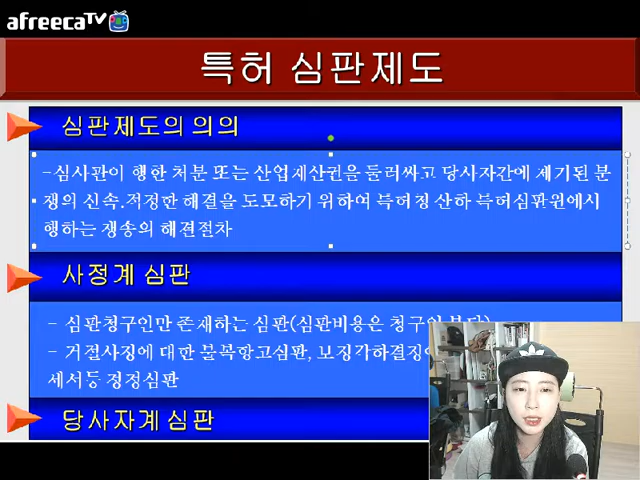 afreecaTV
특허 심판제도
심판제도의 의의
-심사관이 행한 처분 또는 산업재산권을 둘러싸고 당사자간에 제기된 분
쟁의 신속.적정한 해결을 도모하기 위하여 특허청 산하 특허심판원에서
행하는 쟁송의 해결절차
사정계 심판
- 심판청구인만 존재하는 심판(심판비용은 청구인 부담)
- 거절사정에 대한 불복항고심판, 보정각하결정에
세서등 정정심판
당사자계 심판